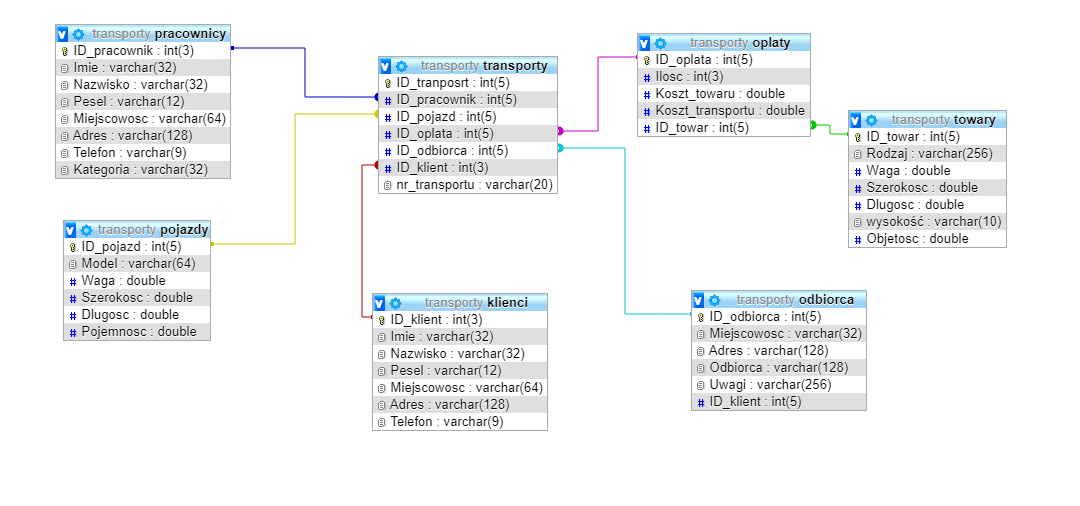 transporty pracownicy
ID_pracownik : int(3)
Imie : varchar(32)
Nazwisko : varchar(32)
Pesel : varchar(12)
Miejscowosc : varchar(64)
Adres : varchar(128)
Telefon : varchar(9)
Kategoria : varchar(32)
transporty transporty
ID_tranposrt : int(5)
ID_pracownik : int(5)
ID_pojazd : int(5)
ID_oplata : int(5)
ID_odbiorca : int(5)
ID_klient : int(3)
nr_transportu : varchar(20)
transporty oplaty
ID_oplata : int(5)
Ilosc : int(3)
Koszt_towaru : double
Koszt_transportu : double
ID_towar : int(5)
transporty towary
ID_towar : int(5)
Rodzaj : varchar(256)
Waga : double
Szerokosc : double
Dlugosc : double
wysokość : varchar(10)
Objetosc : double
transporty pojazdy
ID_pojazd : int(5)
Model : varchar(64)
Waga : double
Szerokosc : double
Dlugosc : double
Pojemnosc : double
transporty klienci
ID_klient : int(3)
Imie : varchar(32)
Nazwisko : varchar(32)
Pesel : varchar(12)
Miejscowosc : varchar(64)
Adres : varchar(128)
Telefon : varchar(9)
transporty odbiorca
ID_odbiorca : int(5)
Miejscowosc : varchar(32)
Adres : varchar(128)
Odbiorca : varchar(128)
Uwagi : varchar(256)
ID_klient : int(5)